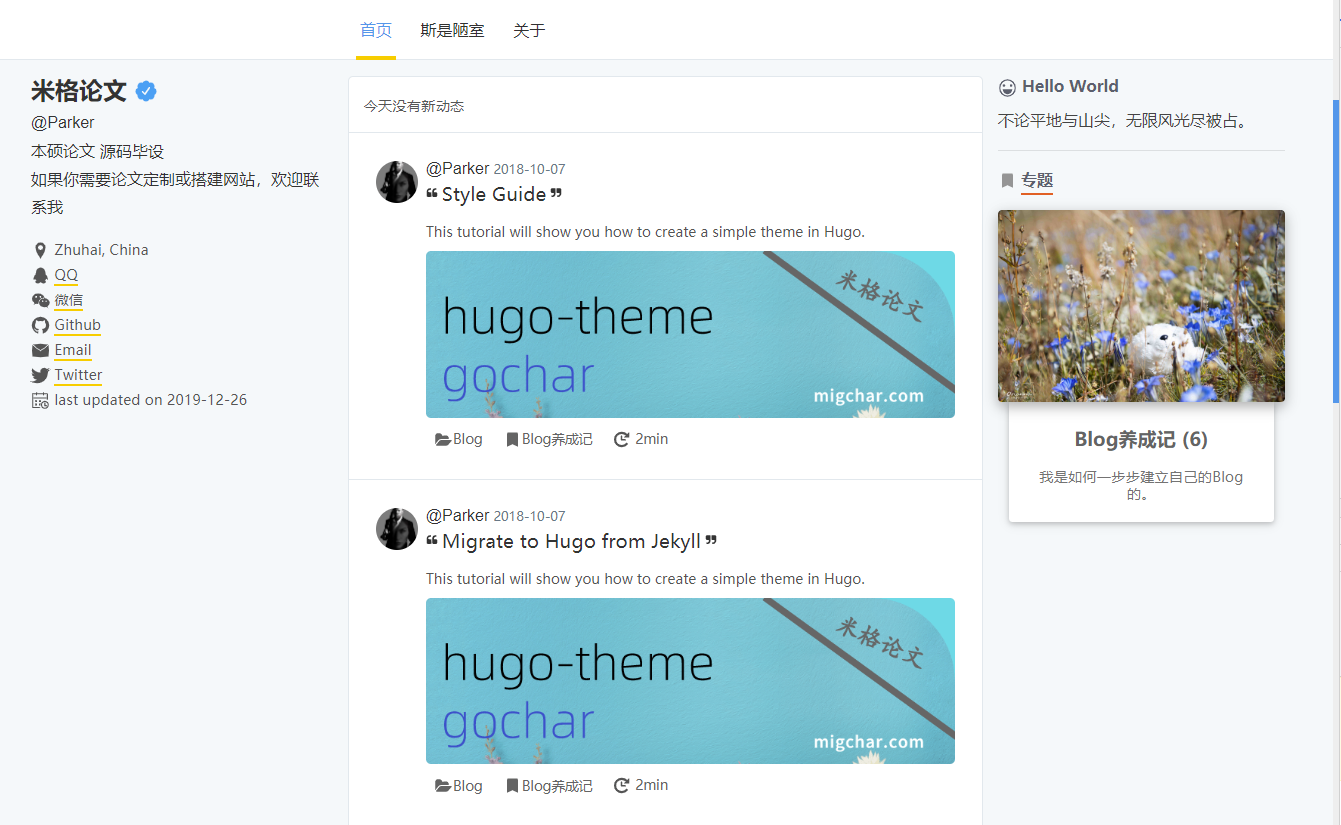 首页 斯是陋室 关于
米格论文
@Parker
本硕论文 源码毕设
如果你需要论文定制或搭建网站，欢迎联
系我
Zhuhai, China
QQ
微信
Github
Email
Twitter
last updated on 2019-12-26
今天没有新动态
@Parker 2018-10-07
❝ Style Guide ❞
This tutorial will show you how to create a simple theme in Hugo.
米格论文
hugo-theme
gochar
migchar.com
Blog Blog养成记 2min
@Parker 2018-10-07
❝ Migrate to Hugo from Jekyll ❞
This tutorial will show you how to create a simple theme in Hugo.
米格论文
hugo-theme
gochar
migchar.com
Blog Blog养成记 2min
Hello World
不论平地与山尖，无限风光尽被占。
专题
Blog养成记 (6)
我是如何一步步建立自己的Blog
的。